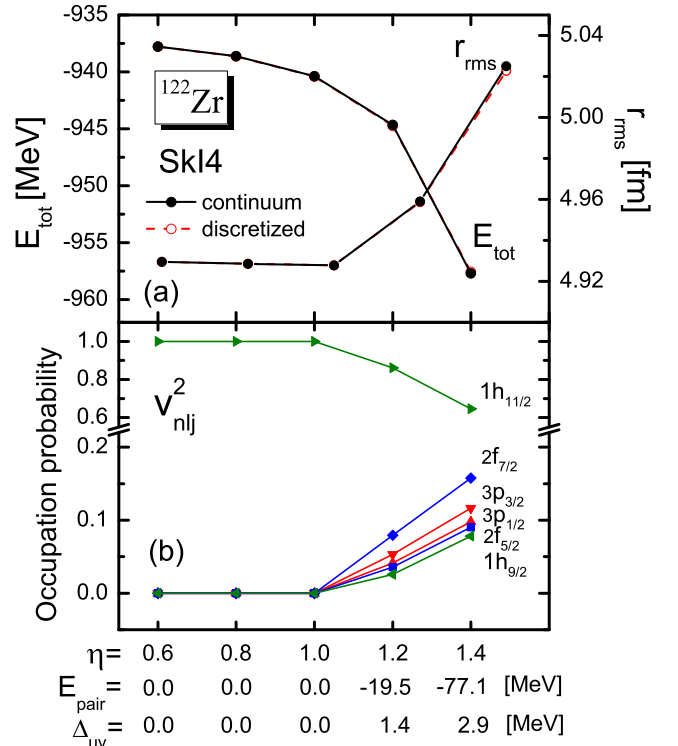 -935
-940
-945
-950
-955
-960
E_tot [MeV]
5.04
5.00
4.96
4.92
r_rms [fm]
^122Zr
SkI4
continuum
discretized
r_rms
E_tot
(a)
1.0
0.8
0.6
0.2
0.1
0.0
Occupation probability
v²_nlj
1h_11/2
2f_7/2
3p_3/2
3p_1/2
2f_5/2
1h_9/2
(b)
η= 0.6 0.8 1.0 1.2 1.4
E_pair= 0.0 0.0 0.0 -19.5 -77.1 [MeV]
Δ_uv= 0.0 0.0 0.0 1.4 2.9 [MeV]